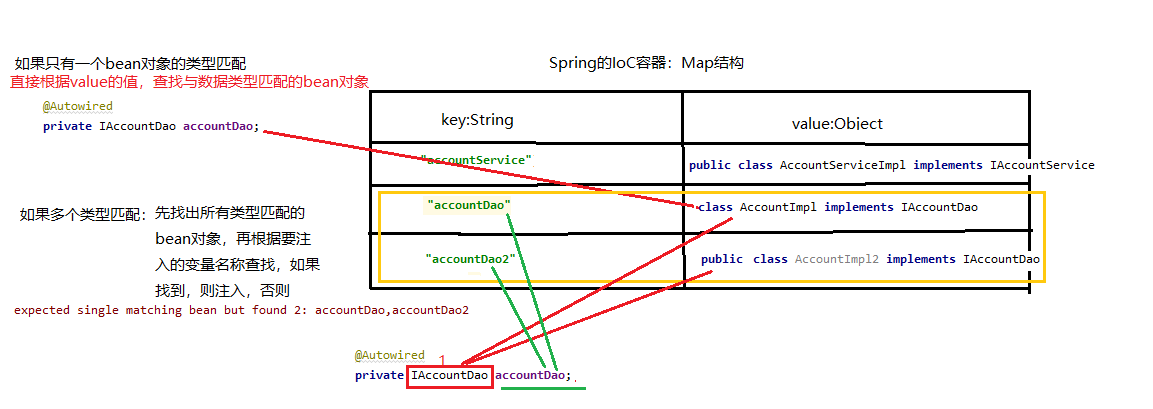 如果只有一个bean对象的类型匹配
直接根据value的值，查找与数据类型匹配的bean对象
@Autowired
private IAccountDao accountDao;
Spring的IoC容器：Map结构
key:String
value:Object
"accountService"
public class AccountServiceImpl implements IAccountService
"accountDao"
class AccountImpl implements IAccountDao
"accountDao2"
public class AccountImpl2 implements IAccountDao
如果多个类型匹配：先找出所有类型匹配的
bean对象，再根据要注
入的变量名称查找，如果
找到，则注入，否则
expected single matching bean but found 2: accountDao,accountDao2
@Autowired
1
private IAccountDao accountDao;